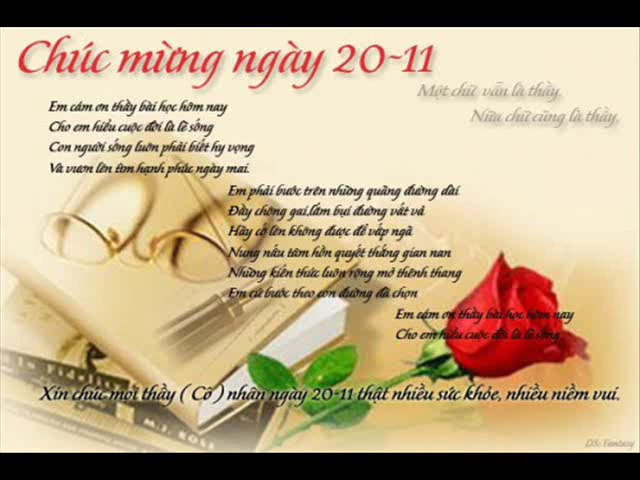 Chúc mừng ngày 20-11
Một chữ vẫn là thầy.
Nữa chữ cũng là thầy.
Em cám ơn thầy bài học hôm nay
Cho em hiểu cuộc đời là lẽ sống
Con người sống luôn phải biết hy vọng
Và vươn lên tìm hạnh phúc ngày mai.
Em phải bước trên những quãng đường dài
Đầy chông gai,lấm bụi đường vất vả
Hãy cố lên không được để vấp ngã
Nung nấu tâm hồn quyết thắng gian nan
Những kiến thức luôn rộng mở thênh thang
Em cứ bước theo con đường đã chọn
Em cám ơn thầy bài học hôm nay
Cho em hiểu cuộc đời là lẽ sống
Xin chúc mọi thầy ( Cô ) nhân ngày 20-11 thật nhiều sức khỏe, nhiều niềm vui.
M.J. ROSE
DS: Fantasy